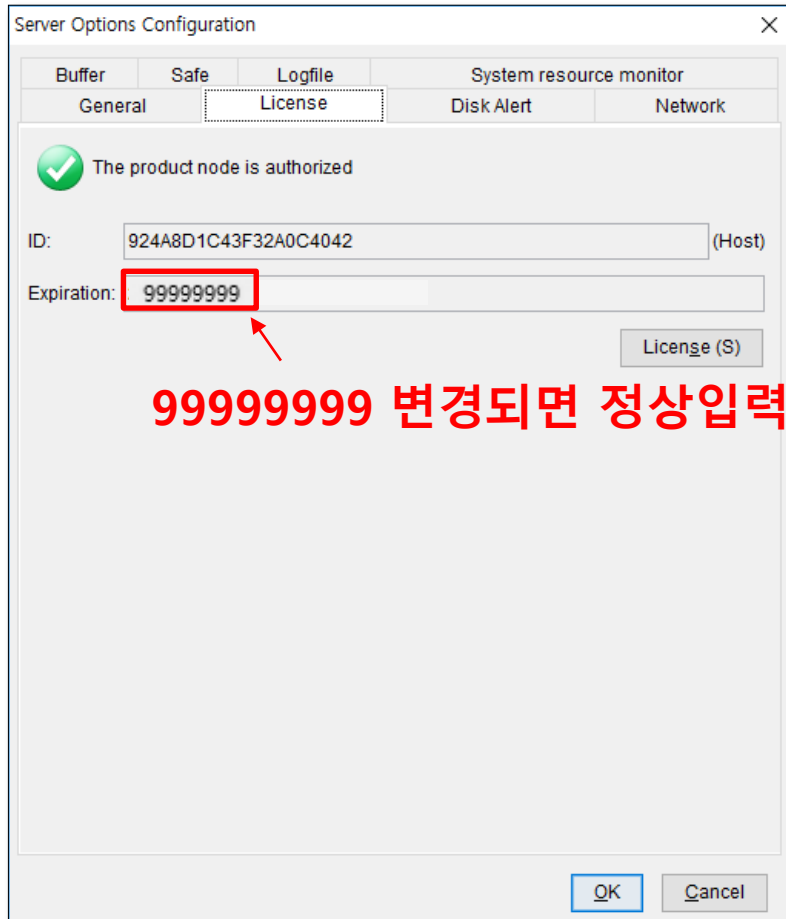 Server Options Configuration
Buffer Safe Logfile System resource monitor
General License Disk Alert Network
The product node is authorized
ID: 924A8D1C43F32A0C4042 (Host)
Expiration: 99999999
License (S)
99999999 변경되면 정상입력
OK Cancel